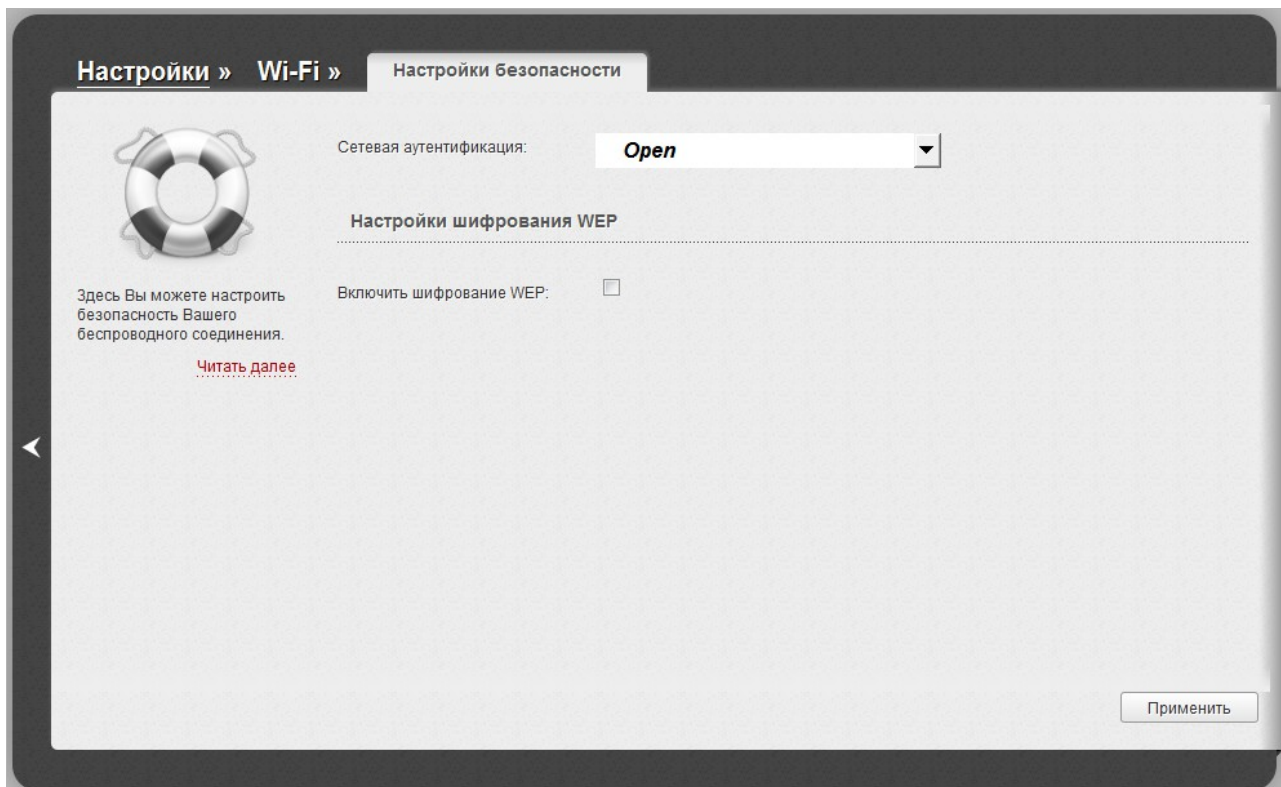 Настройки » Wi-Fi » Настройки безопасности
Сетевая аутентификация: Open
Настройки шифрования WEP
Включить шифрование WEP:
Здесь Вы можете настроить
безопасность Вашего
беспроводного соединения.
Читать далее
Применить